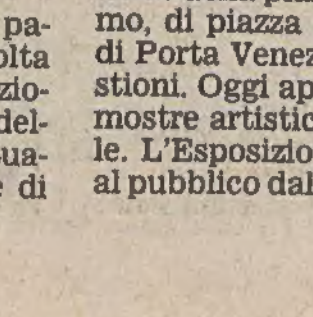 pa-
olta
zio-
del-
ua-
di
mo, di piazza
di Porta Venez
stioni. Oggi ap
mostre artistic
le. L'Esposizio
al pubblico dal